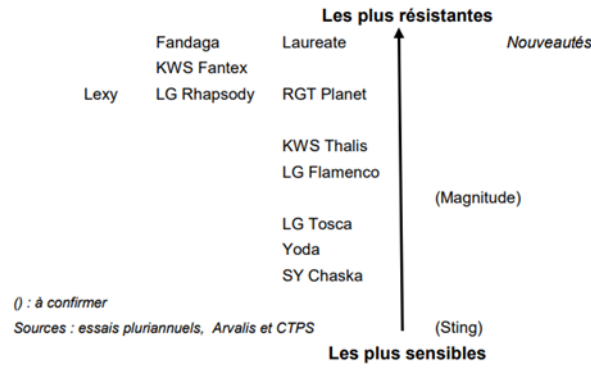 Les plus résistantes
Fandaga Laureate Nouveautés
KWS Fantex
Lexy LG Rhapsody RGT Planet
KWS Thalis
LG Flamenco
(Magnitude)
LG Tosca
Yoda
SY Chaska
() : à confirmer
Sources : essais pluriannuels, Arvalis et CTPS (Sting)
Les plus sensibles